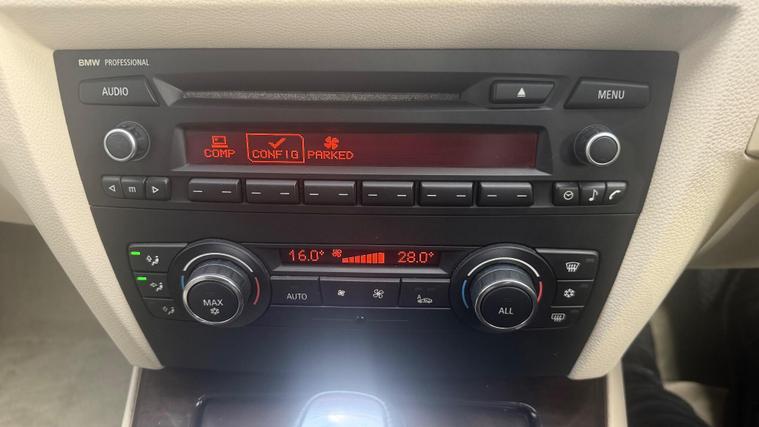 BMW PROFESSIONAL
AUDIO
MENU
COMP CONFIG PARKED
m
16.0° 28.0°
MAX
AUTO
A
ALL